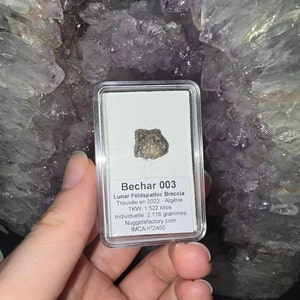 Bechar 003
Lunar Feldspathic Breccia
Trouvée en 2022 - Algérie
TKW: 1.522 kilos
Individuelle: 2.116 grammes
Nuggetsfactory.com
IMCA n°2450